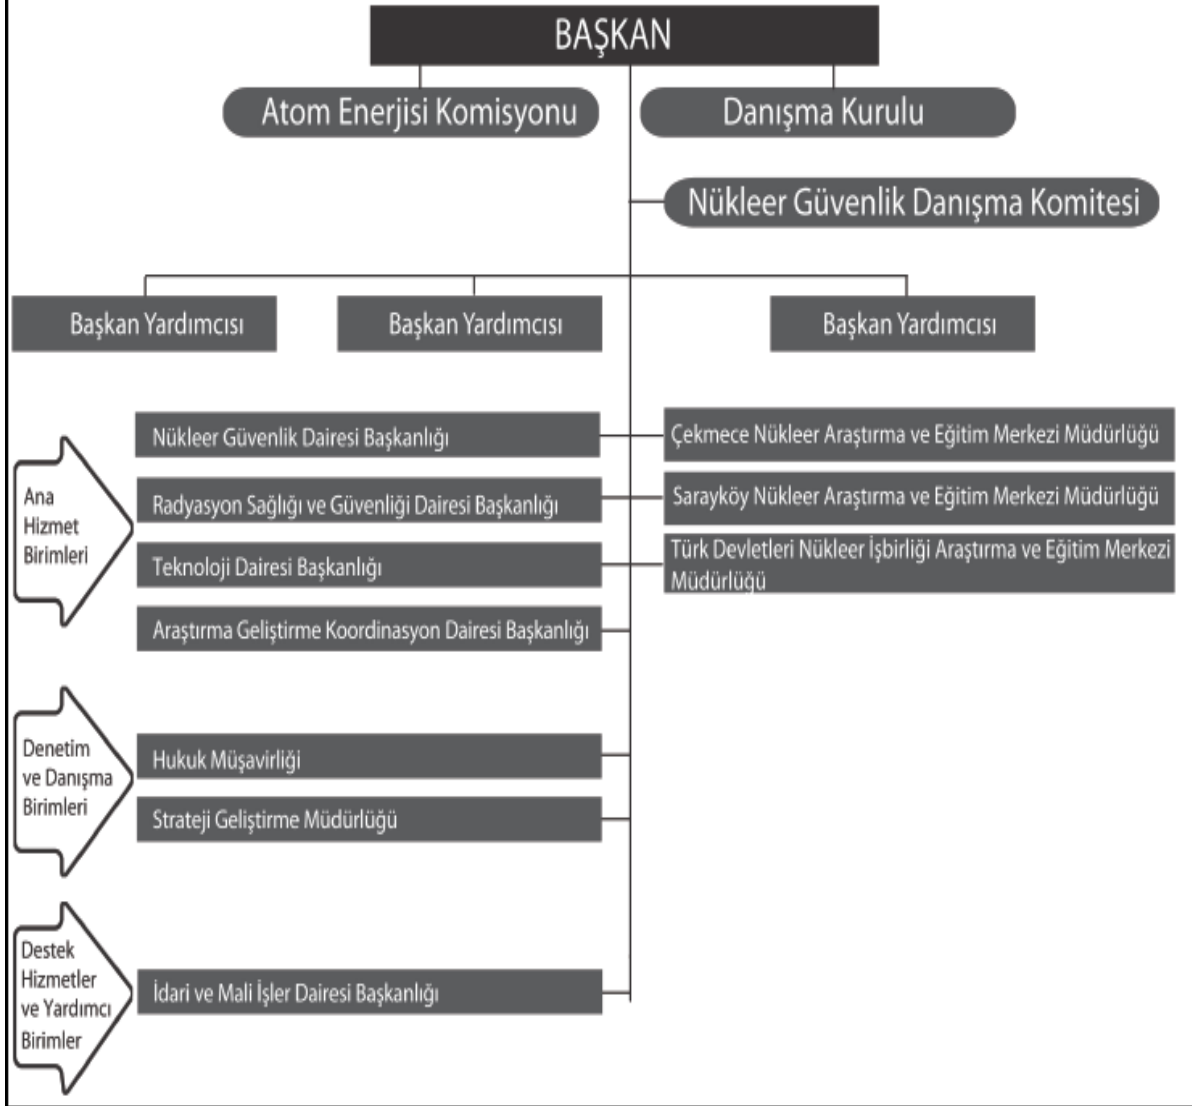 BAŞKAN
Atom Enerjisi Komisyonu
Danışma Kurulu
Nükleer Güvenlik Danışma Komitesi
Başkan Yardımcısı
Başkan Yardımcısı
Başkan Yardımcısı
Ana
Hizmet
Birimleri
Nükleer Güvenlik Dairesi Başkanlığı
Radyasyon Sağlığı ve Güvenliği Dairesi Başkanlığı
Teknoloji Dairesi Başkanlığı
Araştırma Geliştirme Koordinasyon Dairesi Başkanlığı
Çekmece Nükleer Araştırma ve Eğitim Merkezi Müdürlüğü
Sarayköy Nükleer Araştırma ve Eğitim Merkezi Müdürlüğü
Türk Devletleri Nükleer İşbirliği Araştırma ve Eğitim Merkezi
Müdürlüğü
Denetim
ve Danışma
Birimleri
Hukuk Müşavirliği
Strateji Geliştirme Müdürlüğü
Destek
Hizmetler
ve Yardımcı
Birimler
İdari ve Mali İşler Dairesi Başkanlığı